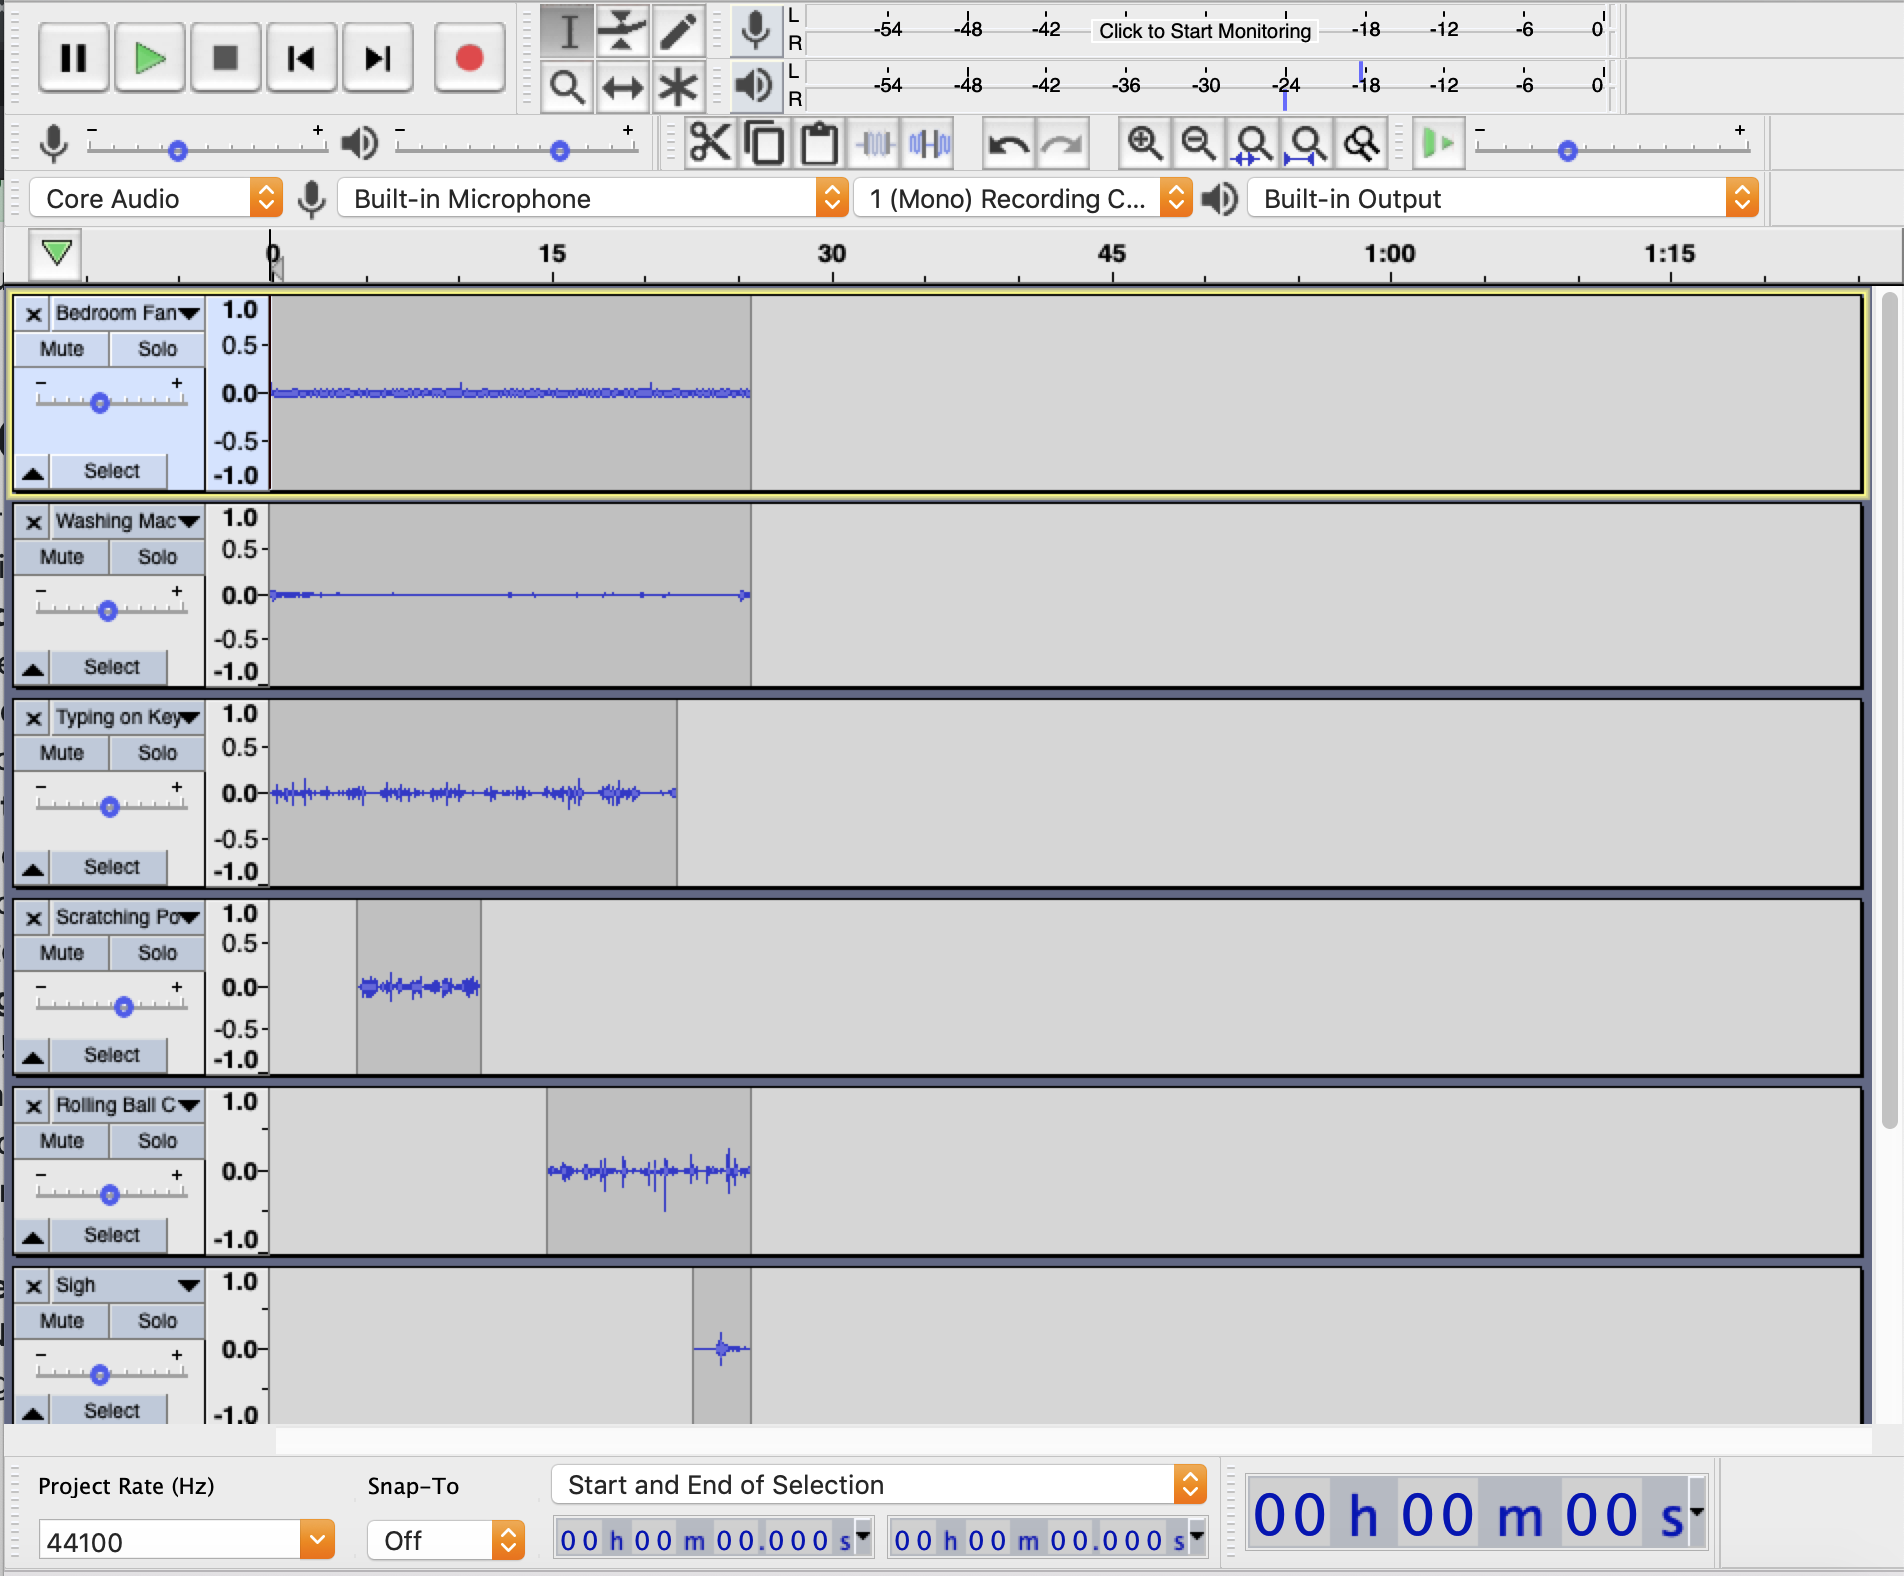 L
R
-54 -48 -42 Click to Start Monitoring -18 -12 -6 0
L
R
-54 -48 -42 -36 -30 -24 -18 -12 -6 0
- + - + - +
Core Audio Built-in Microphone 1 (Mono) Recording C... Built-in Output
0 15 30 45 1:00 1:15
Bedroom Fan
Mute Solo
- +
Select
1.0
0.5
0.0
-0.5
-1.0
Washing Mac
Mute Solo
- +
Select
1.0
0.5
0.0
-0.5
-1.0
Typing on Key
Mute Solo
- +
Select
1.0
0.5
0.0
-0.5
-1.0
Scratching Po
Mute Solo
- +
Select
1.0
0.5
0.0
-0.5
-1.0
Rolling Ball C
Mute Solo
- +
Select
1.0
0.0
-1.0
Sigh
Mute Solo
- +
Select
1.0
0.0
-1.0
Project Rate (Hz) Snap-To Start and End of Selection
44100 Off 00 h 00 m 00.000 s 00 h 00 m 00.000 s
00 h 00 m 00 s